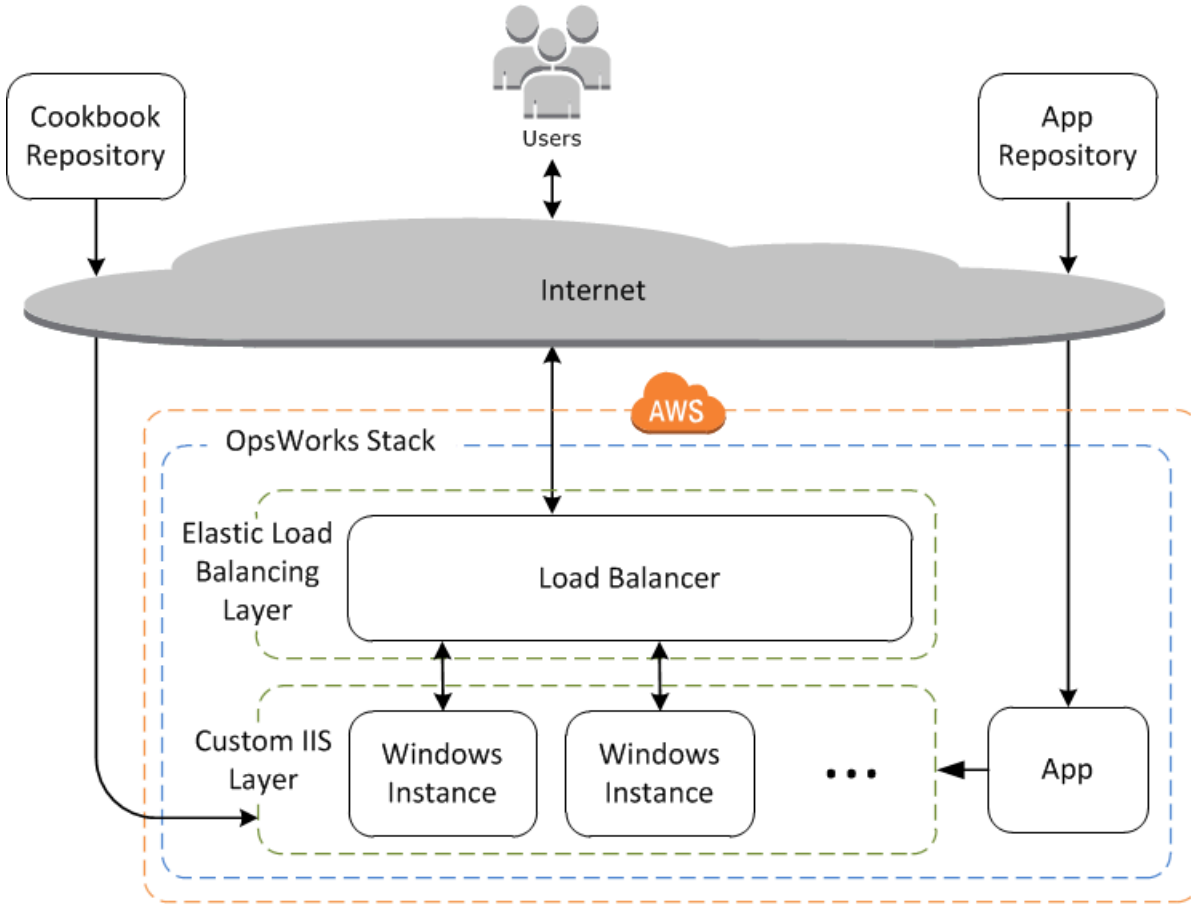 Users
Cookbook
Repository
App
Repository
Internet
AWS
OpsWorks Stack
Elastic Load
Balancing
Layer
Load Balancer
Custom IIS
Layer
Windows
Instance
Windows
Instance
...
App